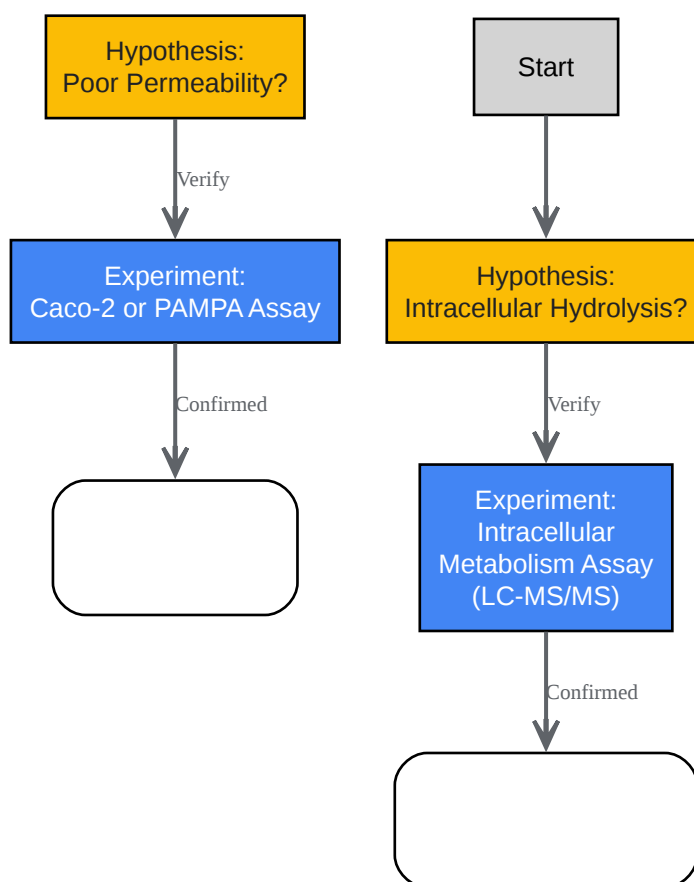 Hypothesis:
Poor Permeability?
Verify
Experiment:
Caco-2 or PAMPA Assay
Confirmed
Start
Hypothesis:
Intracellular Hydrolysis?
Verify
Experiment:
Intracellular
Metabolism Assay
(LC-MS/MS)
Confirmed